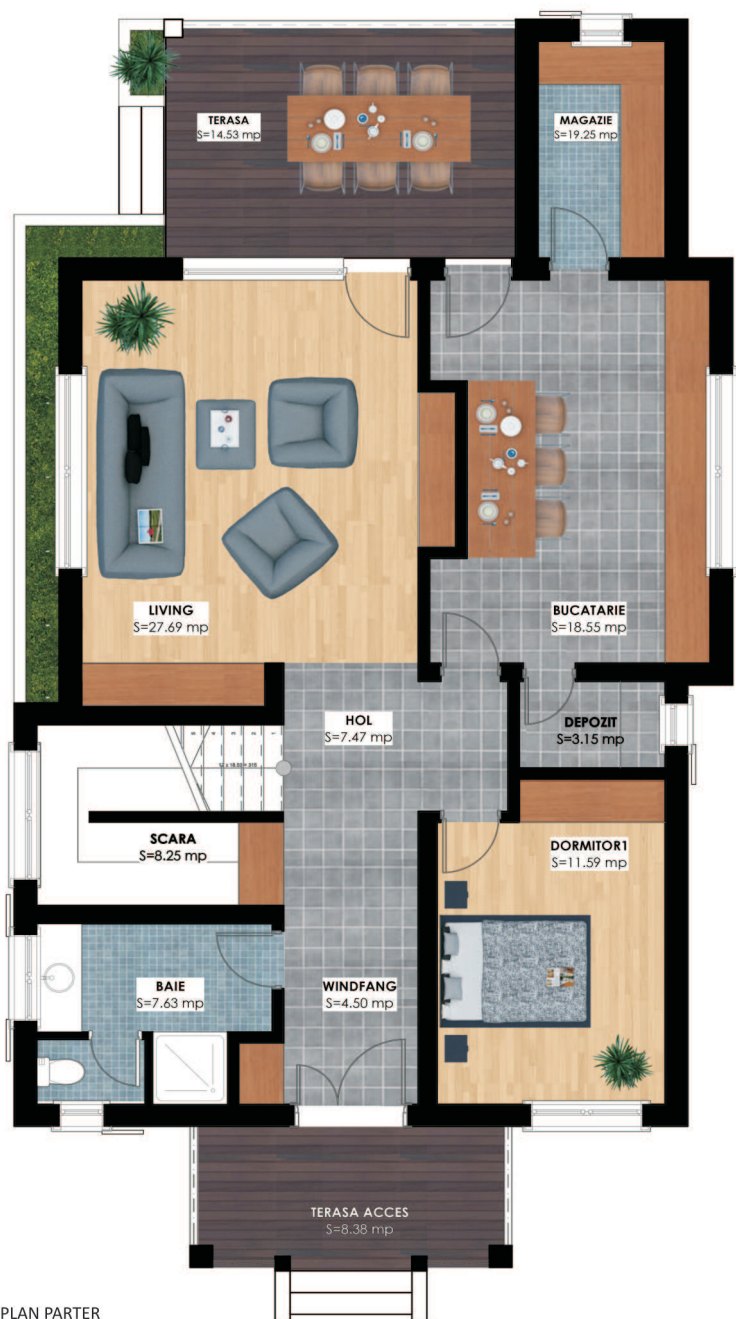 TERASA
S=14.53 mp
MAGAZIE
S=19.25 mp
LIVING
S=27.69 mp
BUCATARIE
S=18.55 mp
HOL
S=7.47 mp
DEPOZIT
S=3.15 mp
SCARA
S=8.25 mp
DORMITOR1
S=11.59 mp
BAIE
S=7.63 mp
WINDFANG
S=4.50 mp
TERASA ACCES
S=8.38 mp
PLAN PARTER